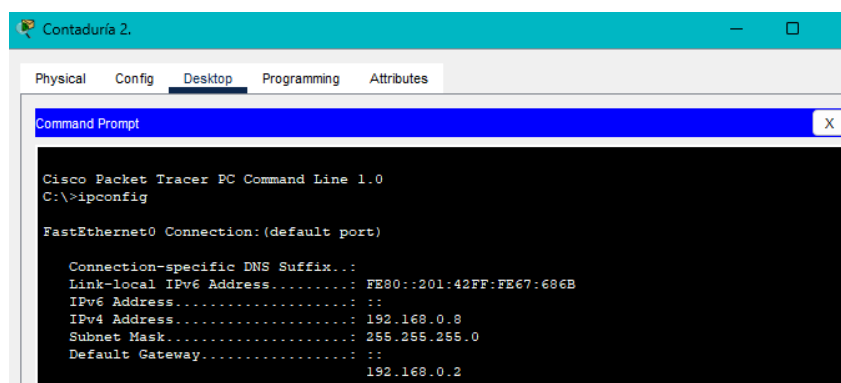 Contaduría 2.
Physical Config Desktop Programming Attributes
Command Prompt
X
Cisco Packet Tracer PC Command Line 1.0
C:\>ipconfig
FastEthernet0 Connection:(default port)
Connection-specific DNS Suffix..:
Link-local IPv6 Address.........: FE80::201:42FF:FE67:686B
IPv6 Address....................: ::
IPv4 Address....................: 192.168.0.8
Subnet Mask.....................: 255.255.255.0
Default Gateway.................: ::
192.168.0.2